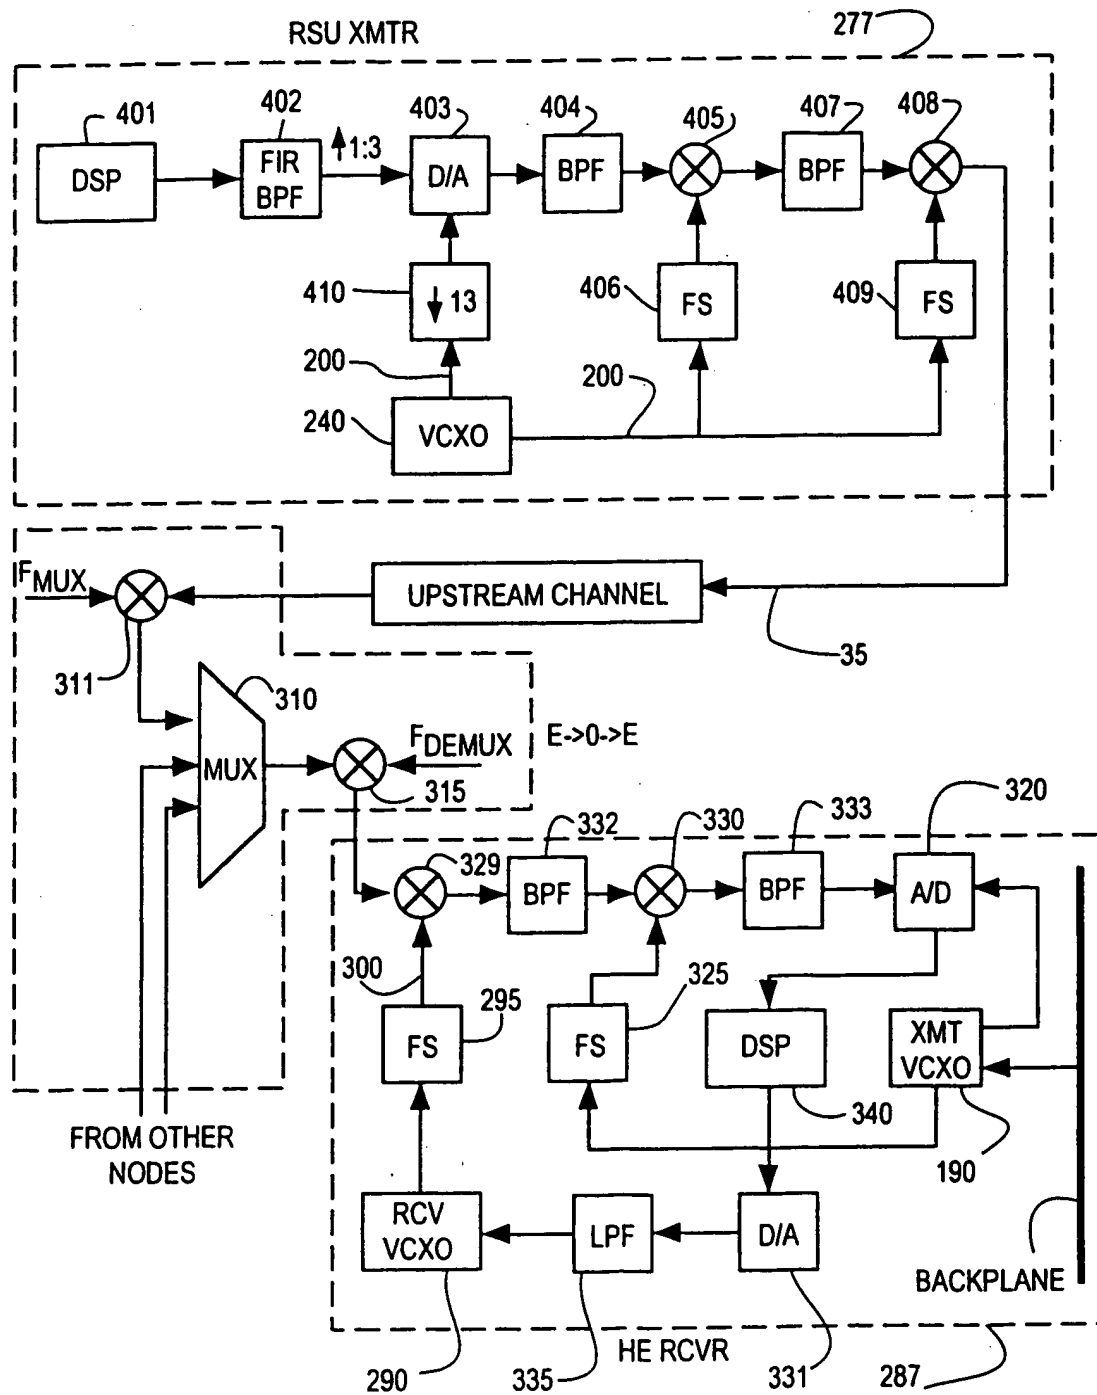 RSU XMTR
277
401
402
403
404
405
407
408
DSP
FIR
BPF
1:3
D/A
BPF
BPF
410
13
406
FS
409
FS
200
200
240
VCXO
FMUX
UPSTREAM CHANNEL
311
35
310
MUX
FDEMUX
E->0->E
315
332
330
333
320
329
BPF
BPF
A/D
300
295
325
FS
FS
DSP
XMT
VCXO
340
190
FROM OTHER
NODES
RCV
VCXO
LPF
D/A
BACKPLANE
HE RCVR
290
335
331
287